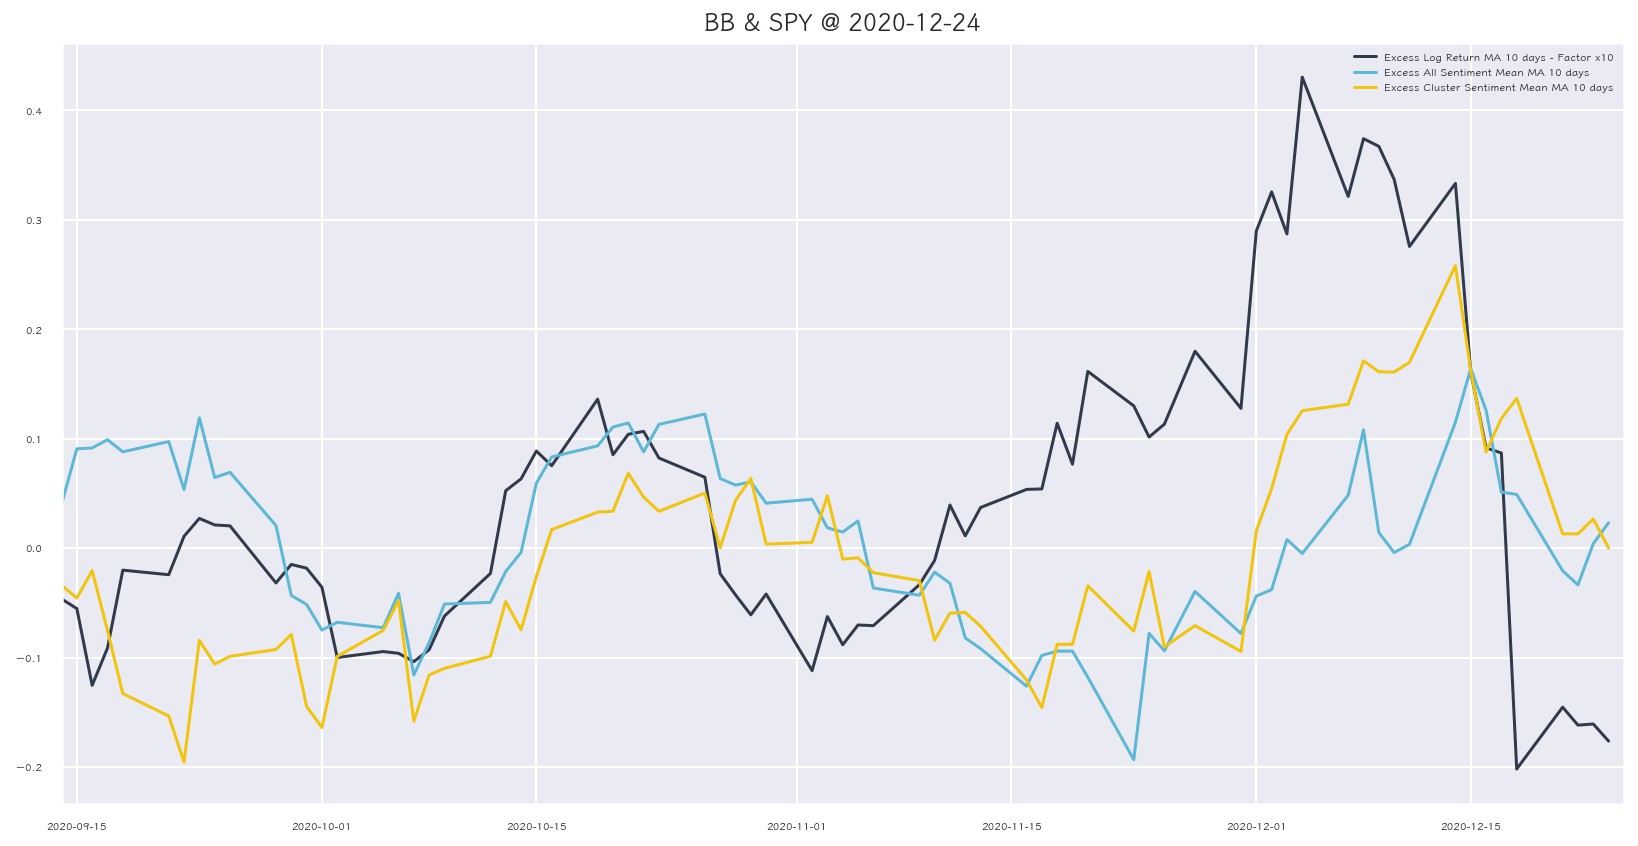 BB & SPY @ 2020-12-24
Excess Log Return MA 10 days - Factor x10
Excess All Sentiment Mean MA 10 days
Excess Cluster Sentiment Mean MA 10 days
0.4
0.3
0.2
0.1
0.0
−0.1
−0.2
2020-09-15 2020-10-01 2020-10-15 2020-11-01 2020-11-15 2020-12-01 2020-12-15